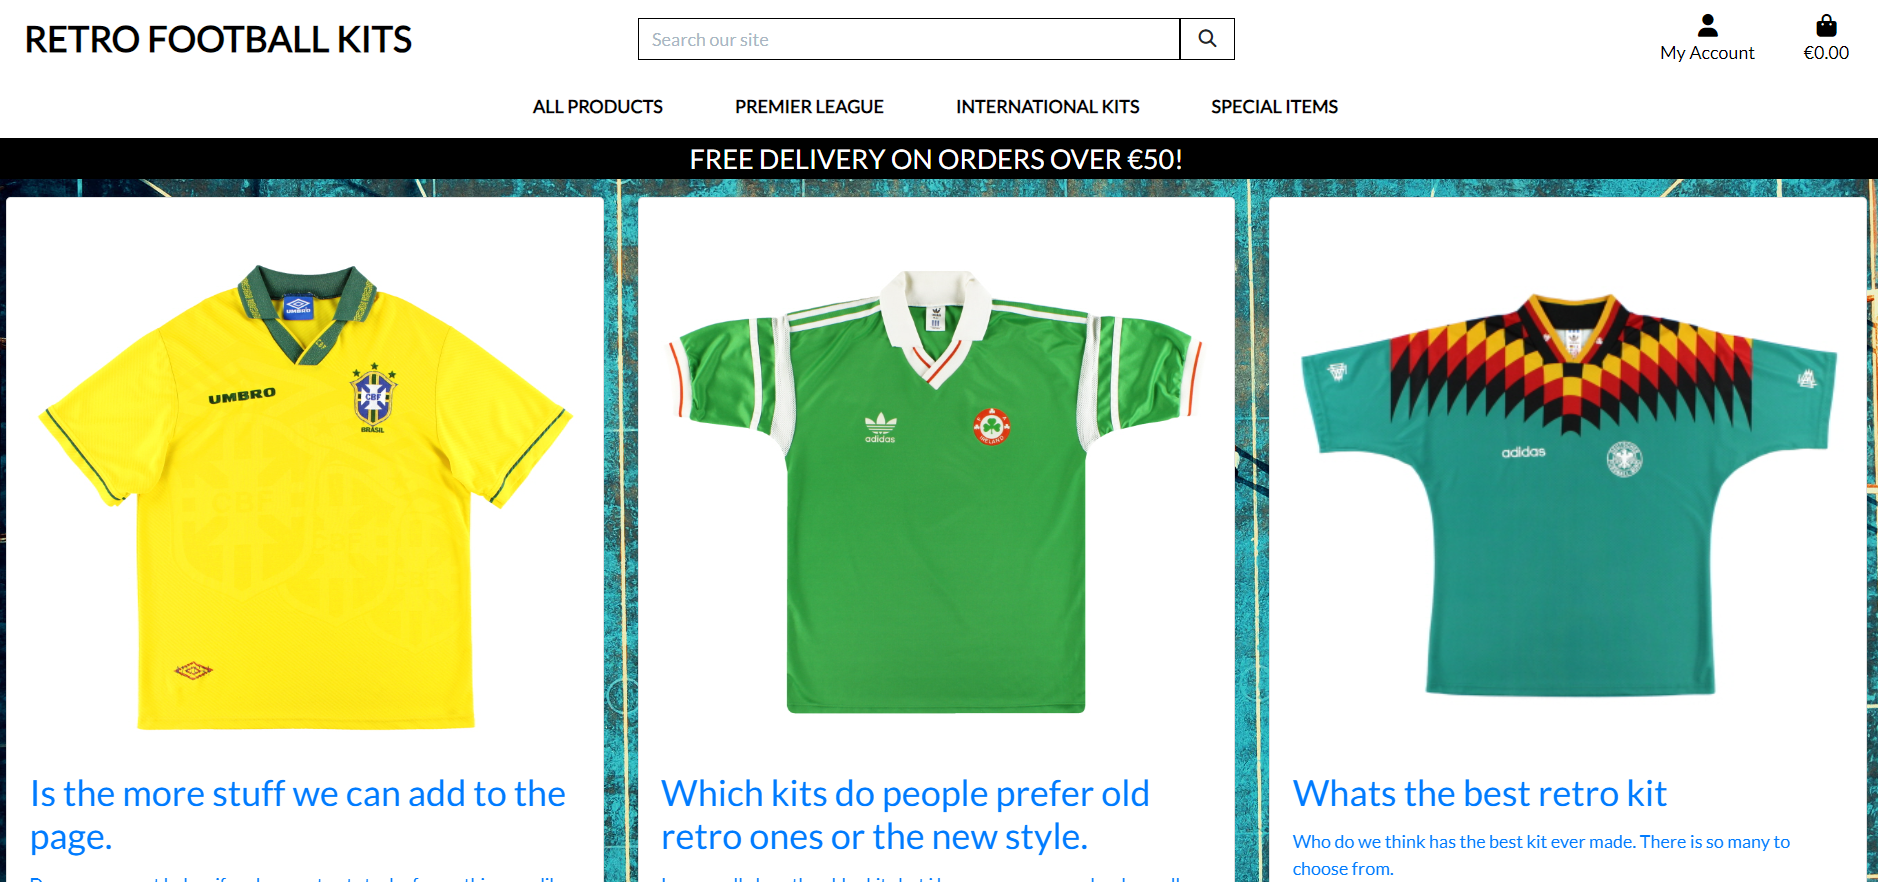 RETRO FOOTBALL KITS
Search our site
My Account
€0.00
ALL PRODUCTS
PREMIER LEAGUE
INTERNATIONAL KITS
SPECIAL ITEMS
FREE DELIVERY ON ORDERS OVER €50!
UMBRO
UMBRO
CBF
BRASIL
adidas
IRELAND
adidas
Is the more stuff we can add to the
page.
Which kits do people prefer old
retro ones or the new style.
Whats the best retro kit
Who do we think has the best kit ever made. There is so many to
choose from.